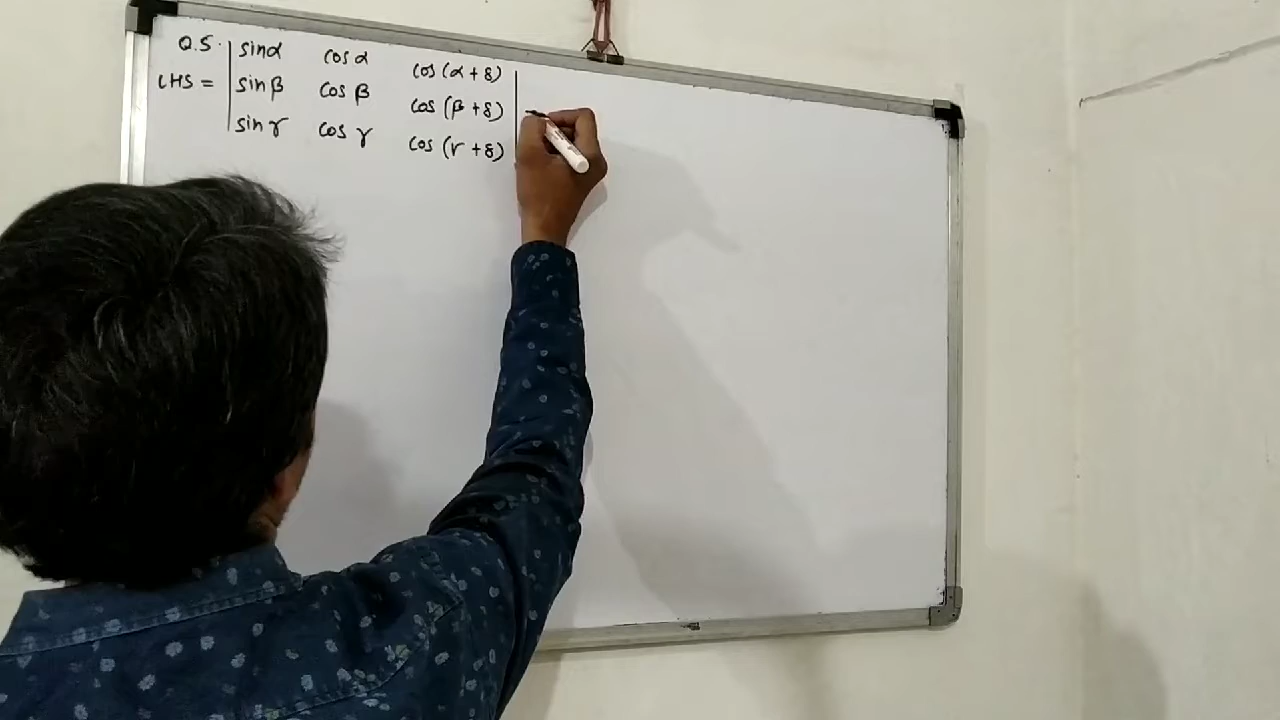 Q.5. | sinα cosα cos(α+δ) |
LHS = | sinβ cosβ cos(β+δ) |
| sinγ cosγ cos(γ+δ) |